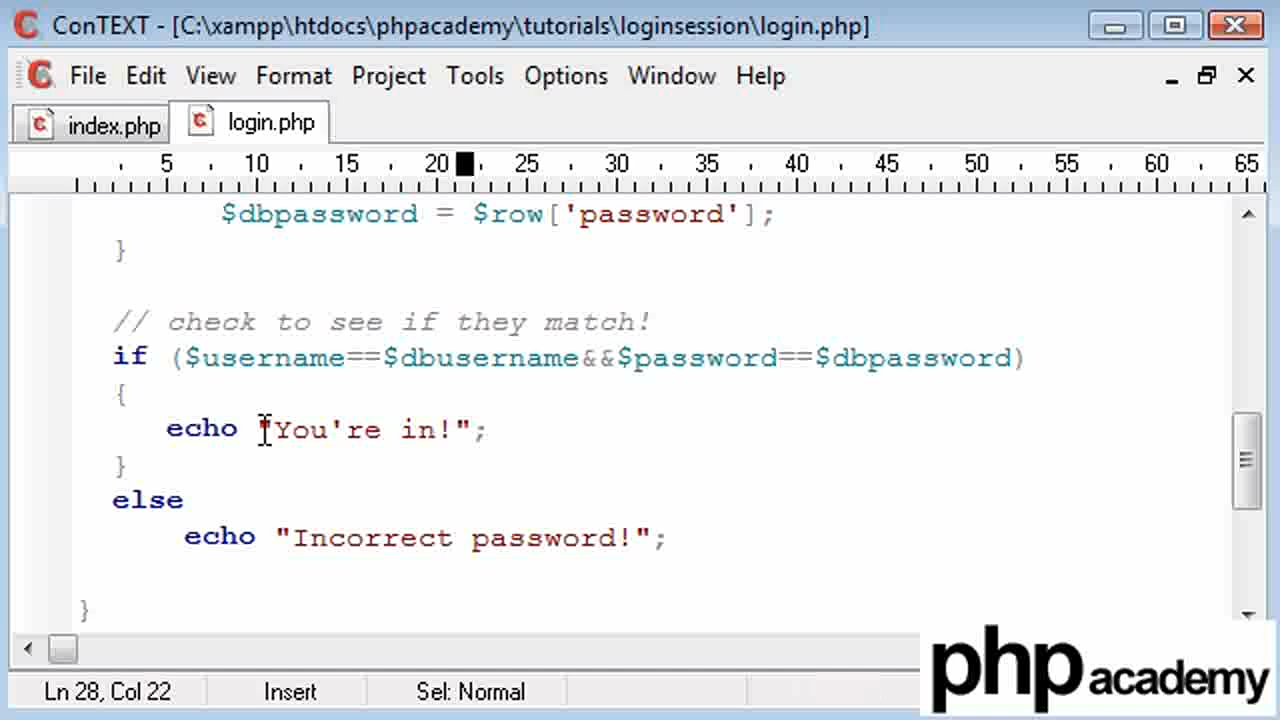 ConTEXT - [C:\xampp\htdocs\phpacademy\tutorials\loginsession\login.php]
File Edit View Format Project Tools Options Window Help
index.php login.php
5 10 15 20 25 30 35 40 45 50 55 60 65
$dbpassword = $row['password'];
}
// check to see if they match!
if ($username==$dbusername&&$password==$dbpassword)
{
echo "You're in!";
}
else
echo "Incorrect password!";
}
Ln 28, Col 22 Insert Sel: Normal
php academy